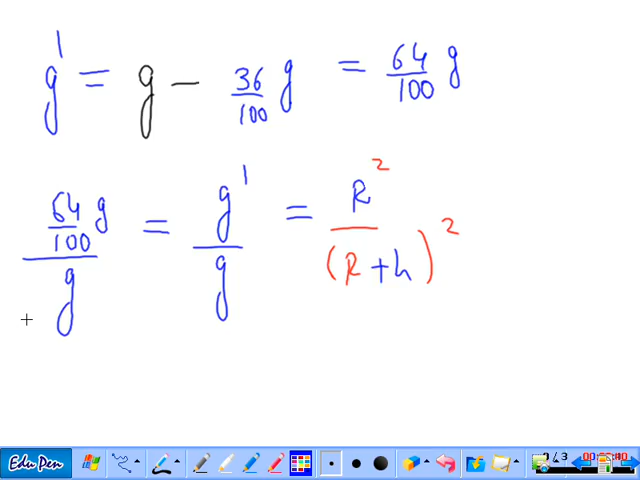 g' = g − 36/100 g = 64/100 g
64/100 g / g = g' / g = R² / (R + h)²
Edu Pen